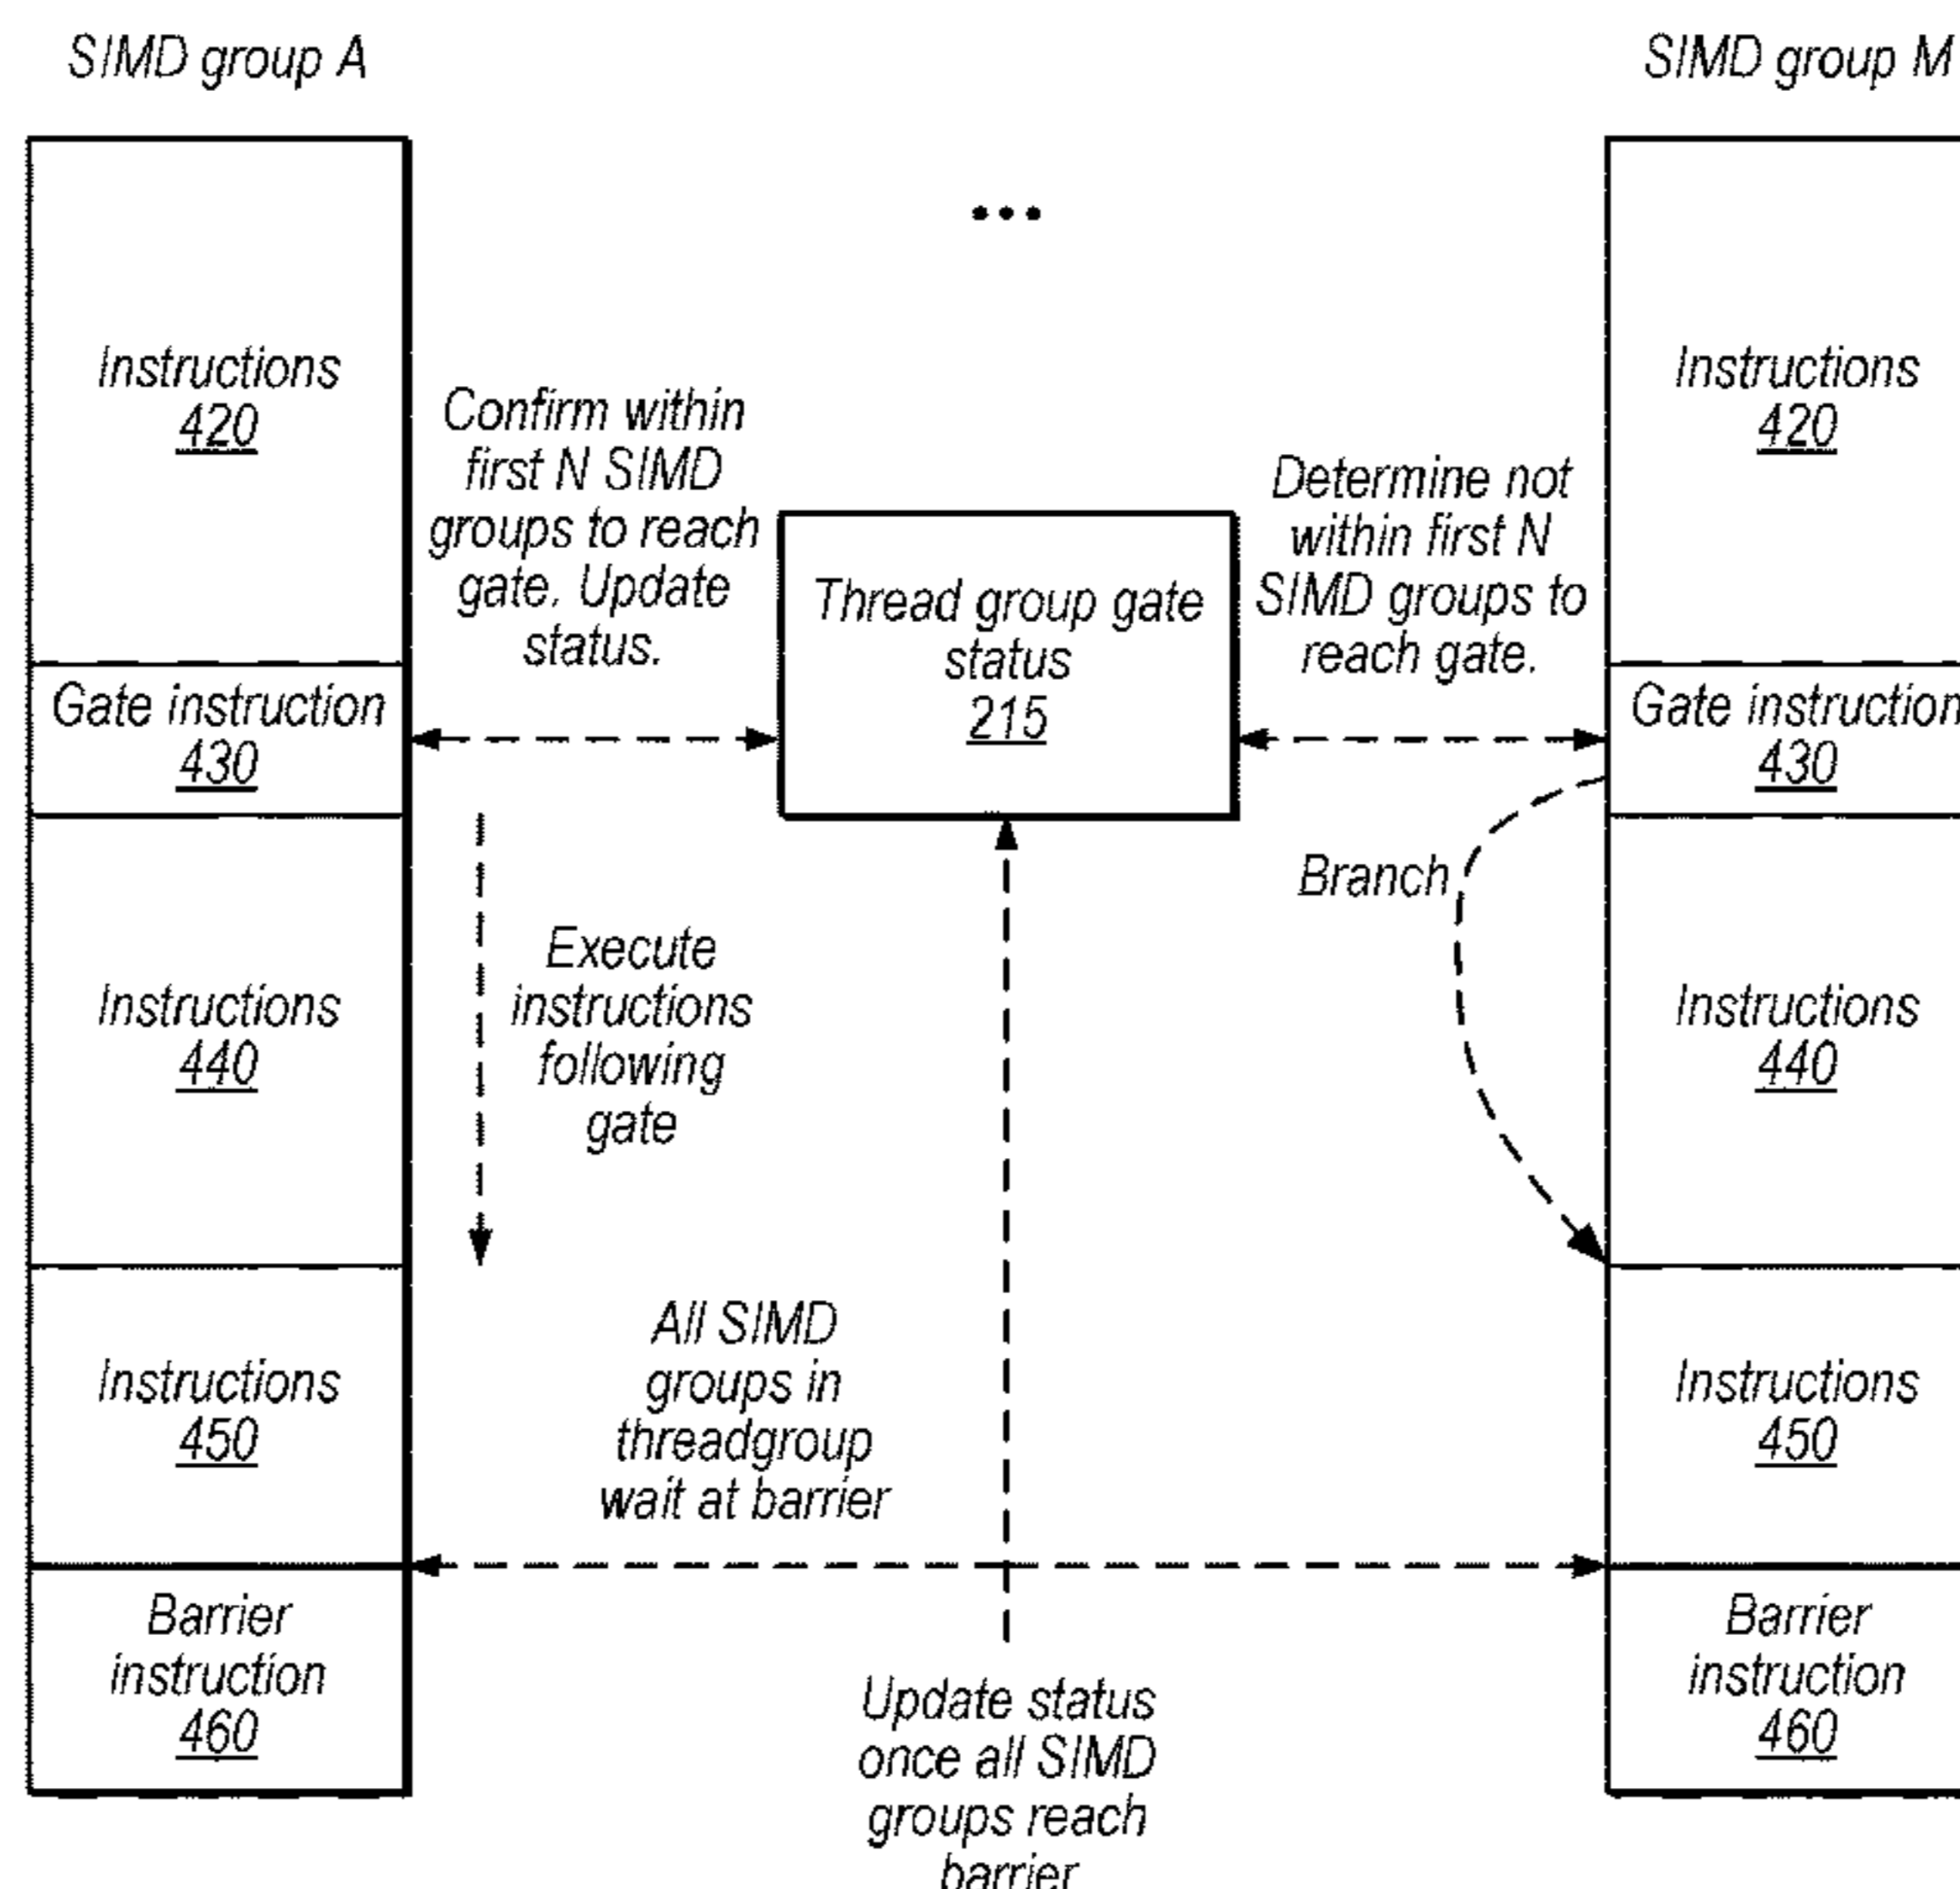 SIMD group A
SIMD group M
Instructions
420
Confirm within
first N SIMD
groups to reach
gate. Update
status.
Thread group gate
status
215
Determine not
within first N
SIMD groups to
reach gate.
Instructions
420
Gate instruction
430
Gate instruction
430
Branch
Instructions
440
Execute
instructions
following
gate
Instructions
440
Instructions
450
All SIMD
groups in
threadgroup
wait at barrier
Instructions
450
Barrier
instruction
460
Update status
once all SIMD
groups reach
barrier
Barrier
instruction
460